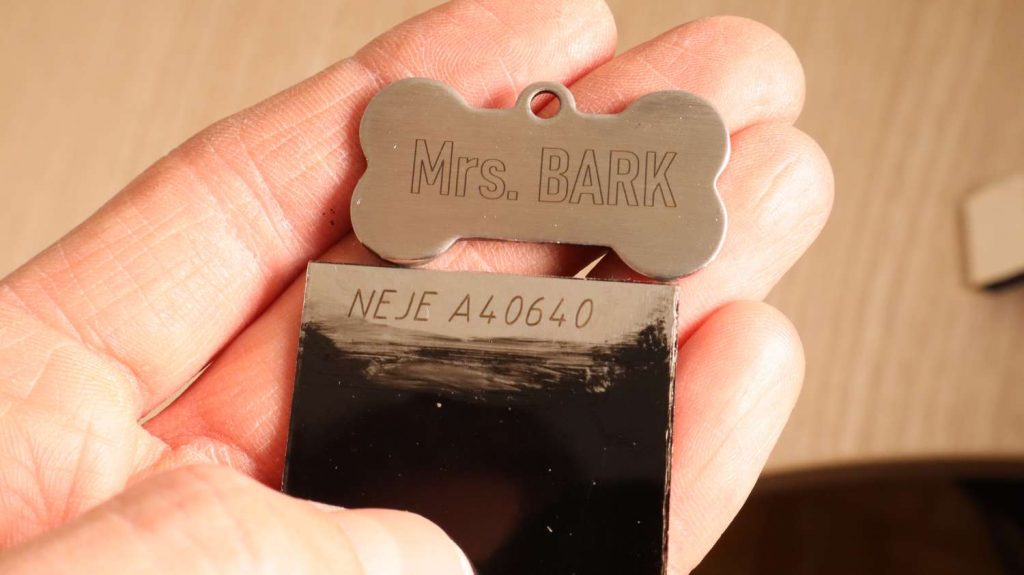 Mrs. BARK
NEJE A40640